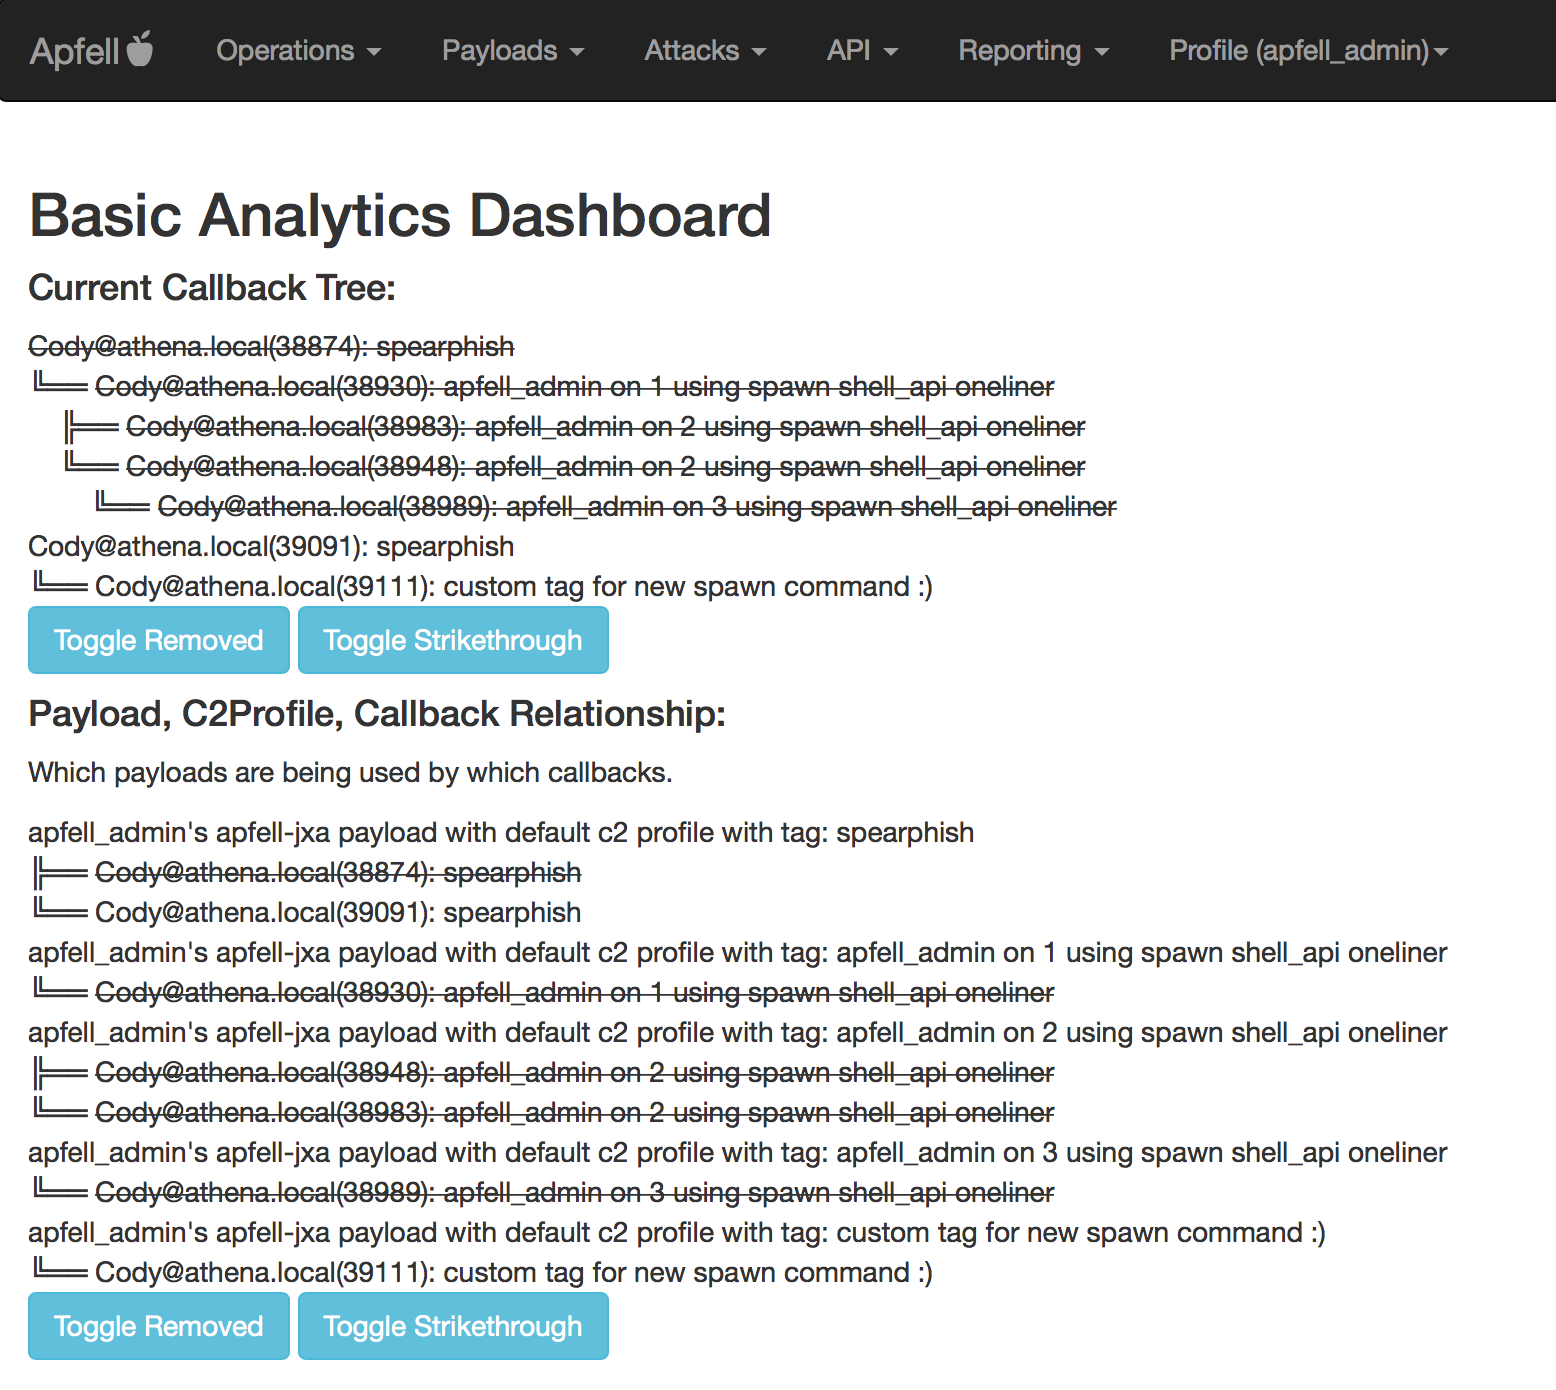 Apfell Operations Payloads Attacks API Reporting Profile (apfell_admin)
Basic Analytics Dashboard
Current Callback Tree:
Cody@athena.local(38874): spearphish
╚══ Cody@athena.local(38930): apfell_admin on 1 using spawn shell_api oneliner
╠══ Cody@athena.local(38983): apfell_admin on 2 using spawn shell_api oneliner
╚══ Cody@athena.local(38948): apfell_admin on 2 using spawn shell_api oneliner
╚══ Cody@athena.local(38989): apfell_admin on 3 using spawn shell_api oneliner
Cody@athena.local(39091): spearphish
╚══ Cody@athena.local(39111): custom tag for new spawn command :)
Toggle Removed Toggle Strikethrough
Payload, C2Profile, Callback Relationship:
Which payloads are being used by which callbacks.
apfell_admin's apfell-jxa payload with default c2 profile with tag: spearphish
╠══ Cody@athena.local(38874): spearphish
╚══ Cody@athena.local(39091): spearphish
apfell_admin's apfell-jxa payload with default c2 profile with tag: apfell_admin on 1 using spawn shell_api oneliner
╚══ Cody@athena.local(38930): apfell_admin on 1 using spawn shell_api oneliner
apfell_admin's apfell-jxa payload with default c2 profile with tag: apfell_admin on 2 using spawn shell_api oneliner
╠══ Cody@athena.local(38948): apfell_admin on 2 using spawn shell_api oneliner
╚══ Cody@athena.local(38983): apfell_admin on 2 using spawn shell_api oneliner
apfell_admin's apfell-jxa payload with default c2 profile with tag: apfell_admin on 3 using spawn shell_api oneliner
╚══ Cody@athena.local(38989): apfell_admin on 3 using spawn shell_api oneliner
apfell_admin's apfell-jxa payload with default c2 profile with tag: custom tag for new spawn command :)
╚══ Cody@athena.local(39111): custom tag for new spawn command :)
Toggle Removed Toggle Strikethrough